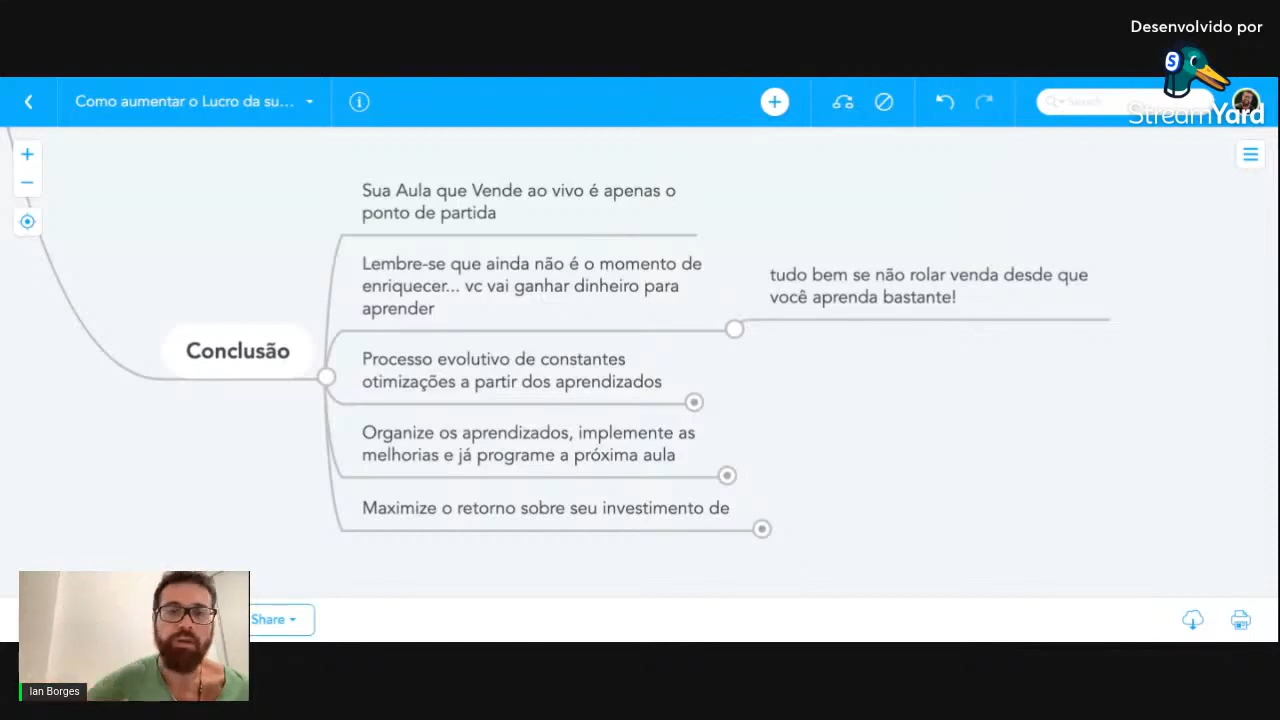 Desenvolvido por
StreamYard
Como aumentar o Lucro da su...
Search
Sua Aula que Vende ao vivo é apenas o
ponto de partida
Lembre-se que ainda não é o momento de
enriquecer... vc vai ganhar dinheiro para
aprender
tudo bem se não rolar venda desde que
você aprenda bastante!
Conclusão
Processo evolutivo de constantes
otimizações a partir dos aprendizados
Organize os aprendizados, implemente as
melhorias e já programe a próxima aula
Maximize o retorno sobre seu investimento de
Share
Ian Borges